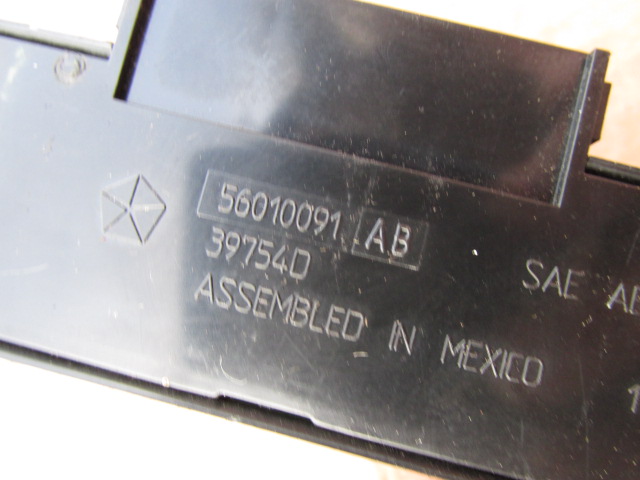 56010091 AB
39754D
SAE
ASSEMBLED IN MEXICO